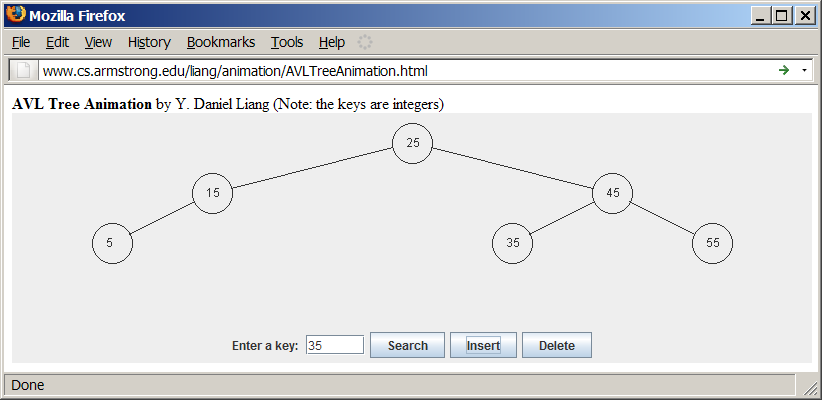 Mozilla Firefox
File Edit View History Bookmarks Tools Help
www.cs.armstrong.edu/liang/animation/AVLTreeAnimation.html
AVL Tree Animation by Y. Daniel Liang (Note: the keys are integers)
25
15 45
5 35 55
Enter a key: 35 Search Insert Delete
Done